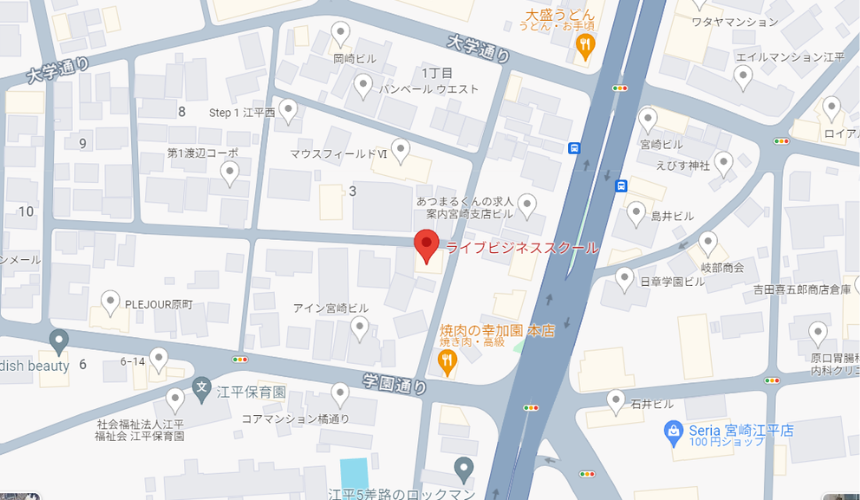 大盛うどん
うどん・お手頃
ワタヤマンション
大学通り
岡崎ビル
エイルマンション江平
大学通り
1丁目
バンベール ウエスト
8
Step 1 江平西
ロイアル
9
宮崎ビル
第1渡辺コーポ
マウスフィールドⅥ
えびす神社
3
あつまるくんの求人
案内宮崎支店ビル
10
島井ビル
ライブビジネススクール
ンメール
岐部商会
日章学園ビル
吉田喜五郎商店倉庫
PLEJOUR原町
アイン宮崎ビル
焼肉の幸加園 本店
焼き肉・高級
原口胃腸科
内科クリニ
dish beauty
6
6-14
学園通り
江平保育園
石井ビル
社会福祉法人江平
福祉会 江平保育園
コアマンション橘通り
Seria 宮崎江平店
100 円ショップ
江平5差路のロックマン